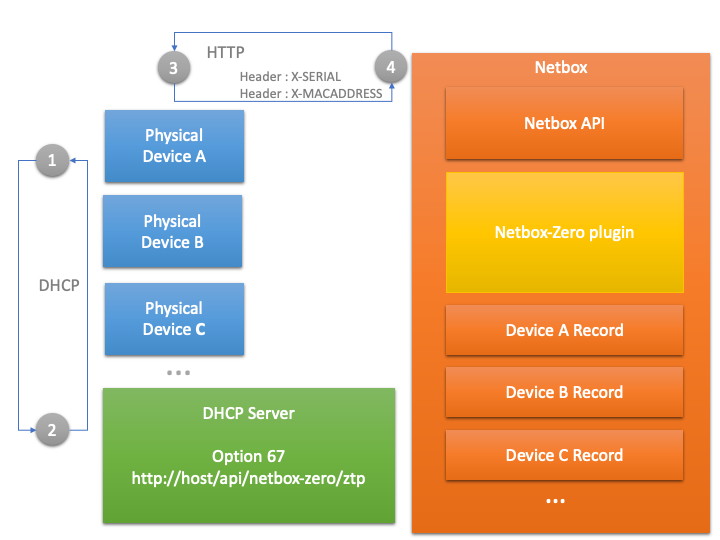 HTTP
3
4
Header : X-SERIAL
Header : X-MACADDRESS
Netbox
Netbox API
Physical
Device A
1
Physical
Device B
Netbox-Zero plugin
DHCP
Physical
Device C
...
Device A Record
Device B Record
2
DHCP Server
Option 67
http://host/api/netbox-zero/ztp
Device C Record
...